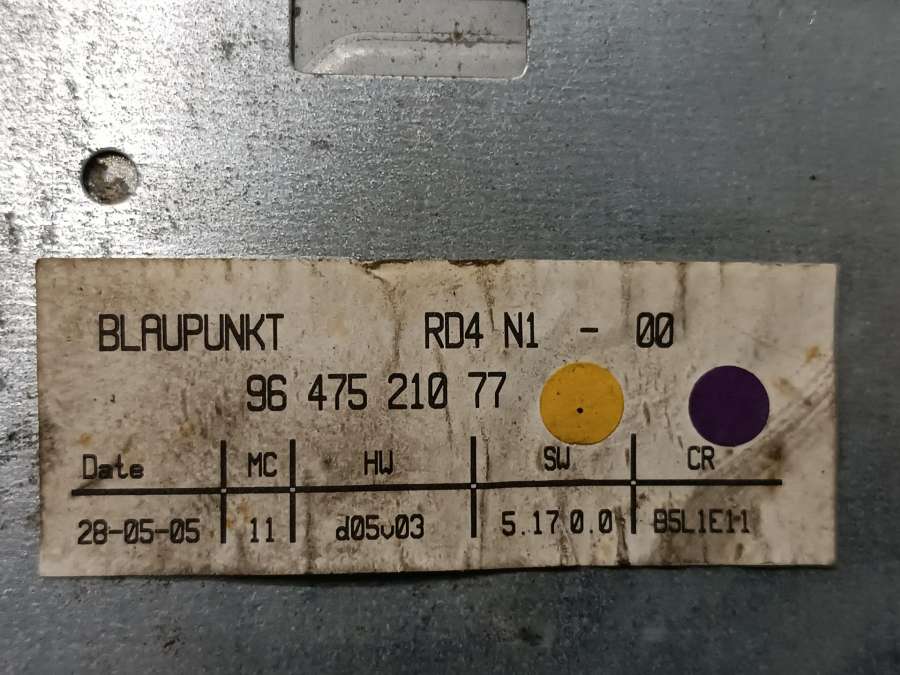 BLAUPUNKT RD4 N1 - 00
96 475 210 77
Date MC HW SW CR
28-05-05 11 d05v03 5.17 0.0 B5L1E11